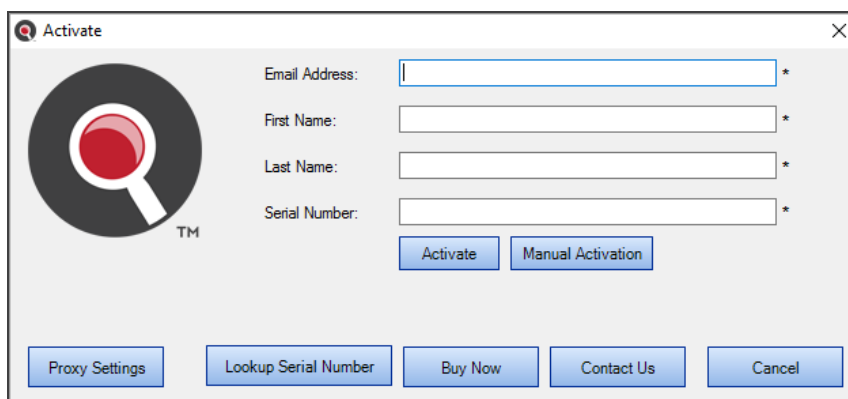 Activate
Email Address: *
First Name: *
Last Name: *
Serial Number: *
TM
Activate Manual Activation
Proxy Settings Lookup Serial Number Buy Now Contact Us Cancel